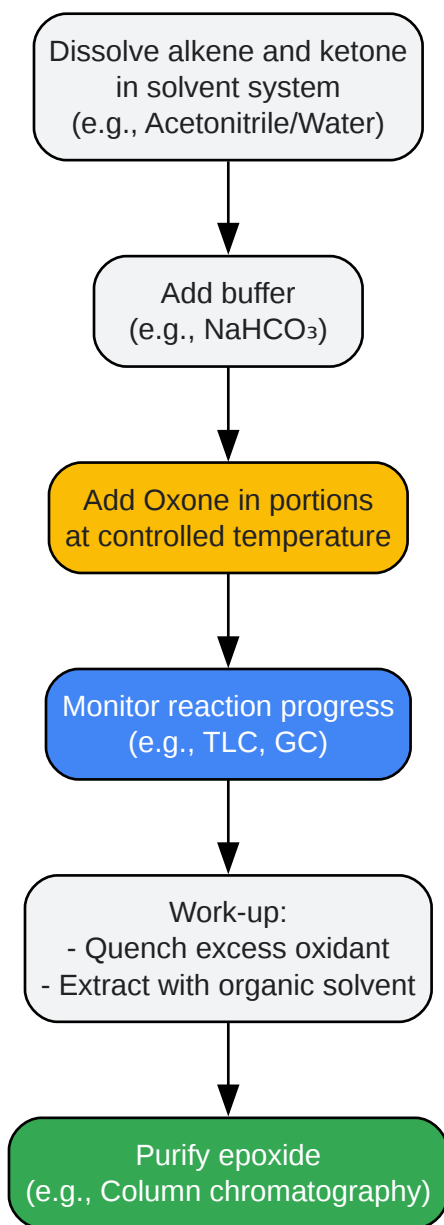 Dissolve alkene and ketone
in solvent system
(e.g., Acetonitrile/Water)
Add buffer
(e.g., NaHCO₃)
Add Oxone in portions
at controlled temperature
Monitor reaction progress
(e.g., TLC, GC)
Work-up:
- Quench excess oxidant
- Extract with organic solvent
Purify epoxide
(e.g., Column chromatography)